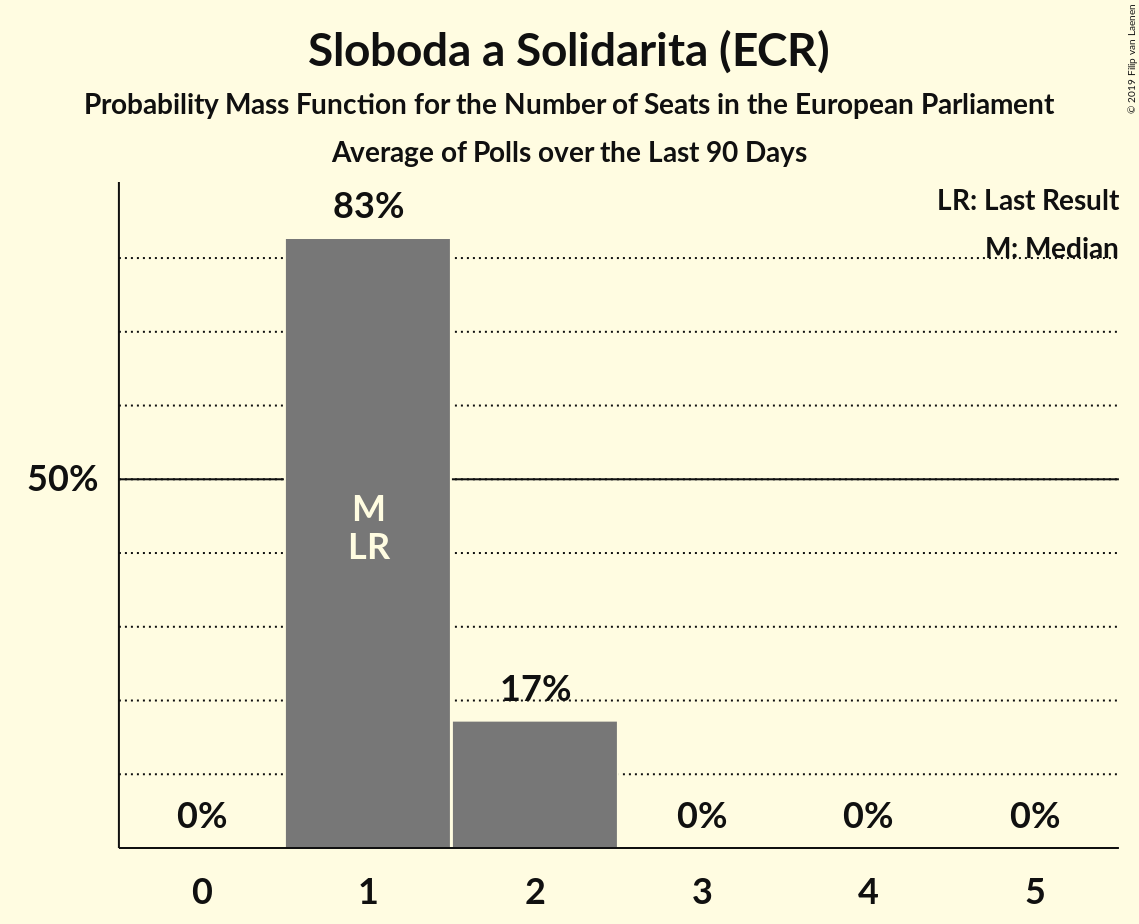 Sloboda a Solidarita (ECR)
Probability Mass Function for the Number of Seats in the European Parliament
Average of Polls over the Last 90 Days
© 2019 Filip van Laenen
LR: Last Result
M: Median
83%
50%
M
LR
17%
0%
0%
0%
0%
0
1
2
3
4
5